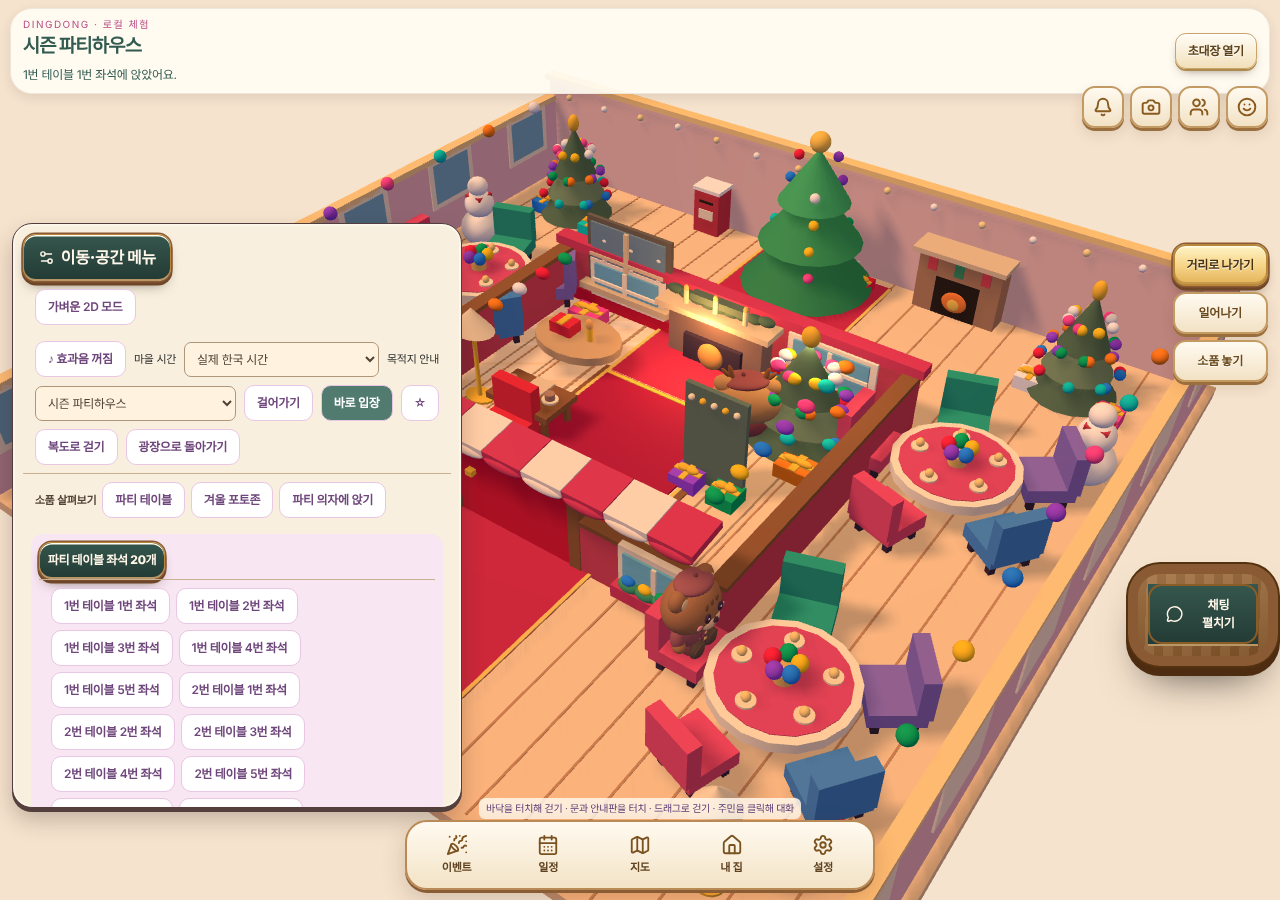 DINGDONG · 로컬 체험
시즌 파티하우스
1번 테이블 1번 좌석에 앉았어요.
초대장 열기
이동·공간 메뉴
가벼운 2D 모드
♪ 효과음 꺼짐
마을 시간
실제 한국 시간
목적지 안내
시즌 파티하우스
걸어가기
바로 입장
☆
복도로 걷기
광장으로 돌아가기
소품 살펴보기
파티 테이블
겨울 포토존
파티 의자에 앉기
파티 테이블 좌석 20개
1번 테이블 1번 좌석
1번 테이블 2번 좌석
1번 테이블 3번 좌석
1번 테이블 4번 좌석
1번 테이블 5번 좌석
2번 테이블 1번 좌석
2번 테이블 2번 좌석
2번 테이블 3번 좌석
2번 테이블 4번 좌석
2번 테이블 5번 좌석
거리로 나가기
일어나기
소품 놓기
채팅
펼치기
바닥을 터치해 걷기 · 문과 안내판을 터치 · 드래그로 걷기 · 주민을 클릭해 대화
이벤트
일정
지도
내 집
설정